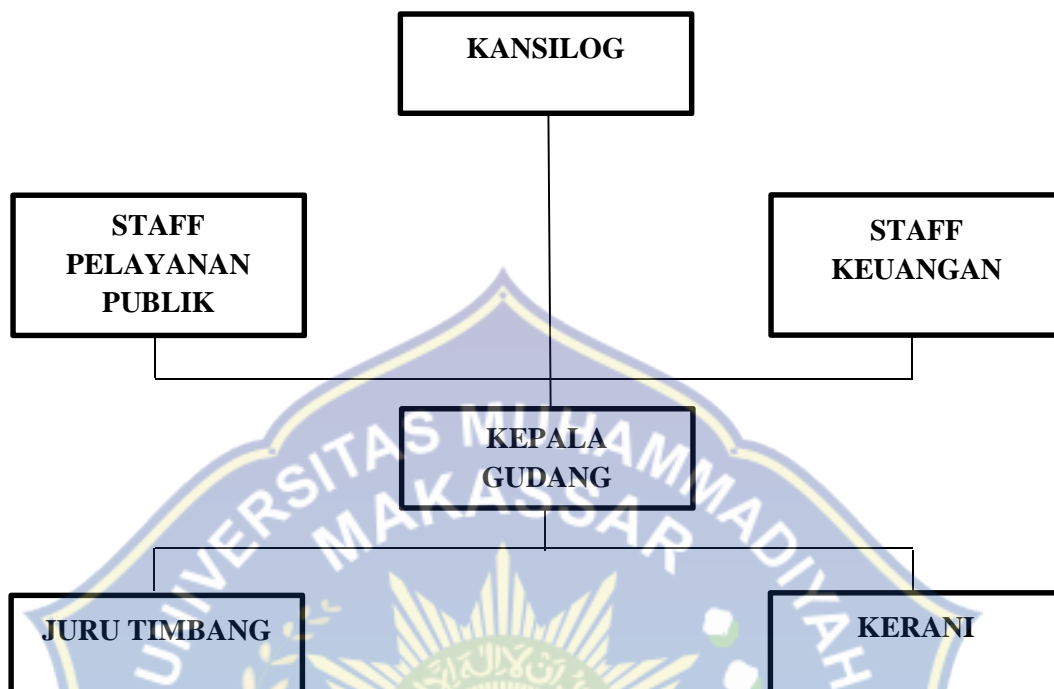 KANSILOG
STAFF
PELAYANAN
PUBLIK
STAFF
KEUANGAN
KEPALA
GUDANG
JURU TIMBANG
KERANI
UNIVERSITAS MUHAMMADIYAH
MAKASSAR